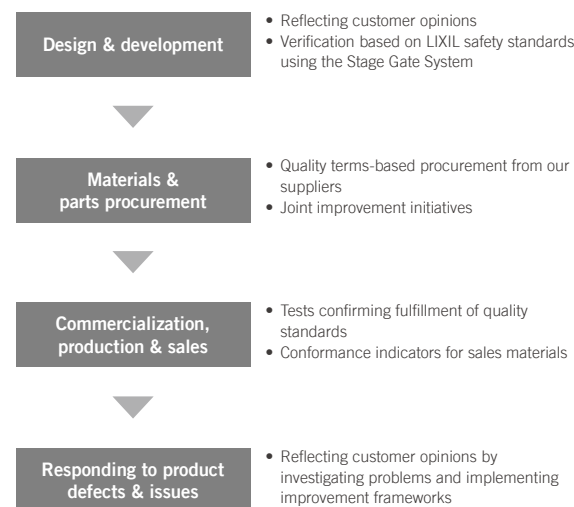 Design & development
• Reflecting customer opinions
• Verification based on LIXIL safety standards
using the Stage Gate System
Materials &
parts procurement
• Quality terms-based procurement from our
suppliers
• Joint improvement initiatives
Commercialization,
production & sales
• Tests confirming fulfillment of quality
standards
• Conformance indicators for sales materials
Responding to product
defects & issues
• Reflecting customer opinions by
investigating problems and implementing
improvement frameworks